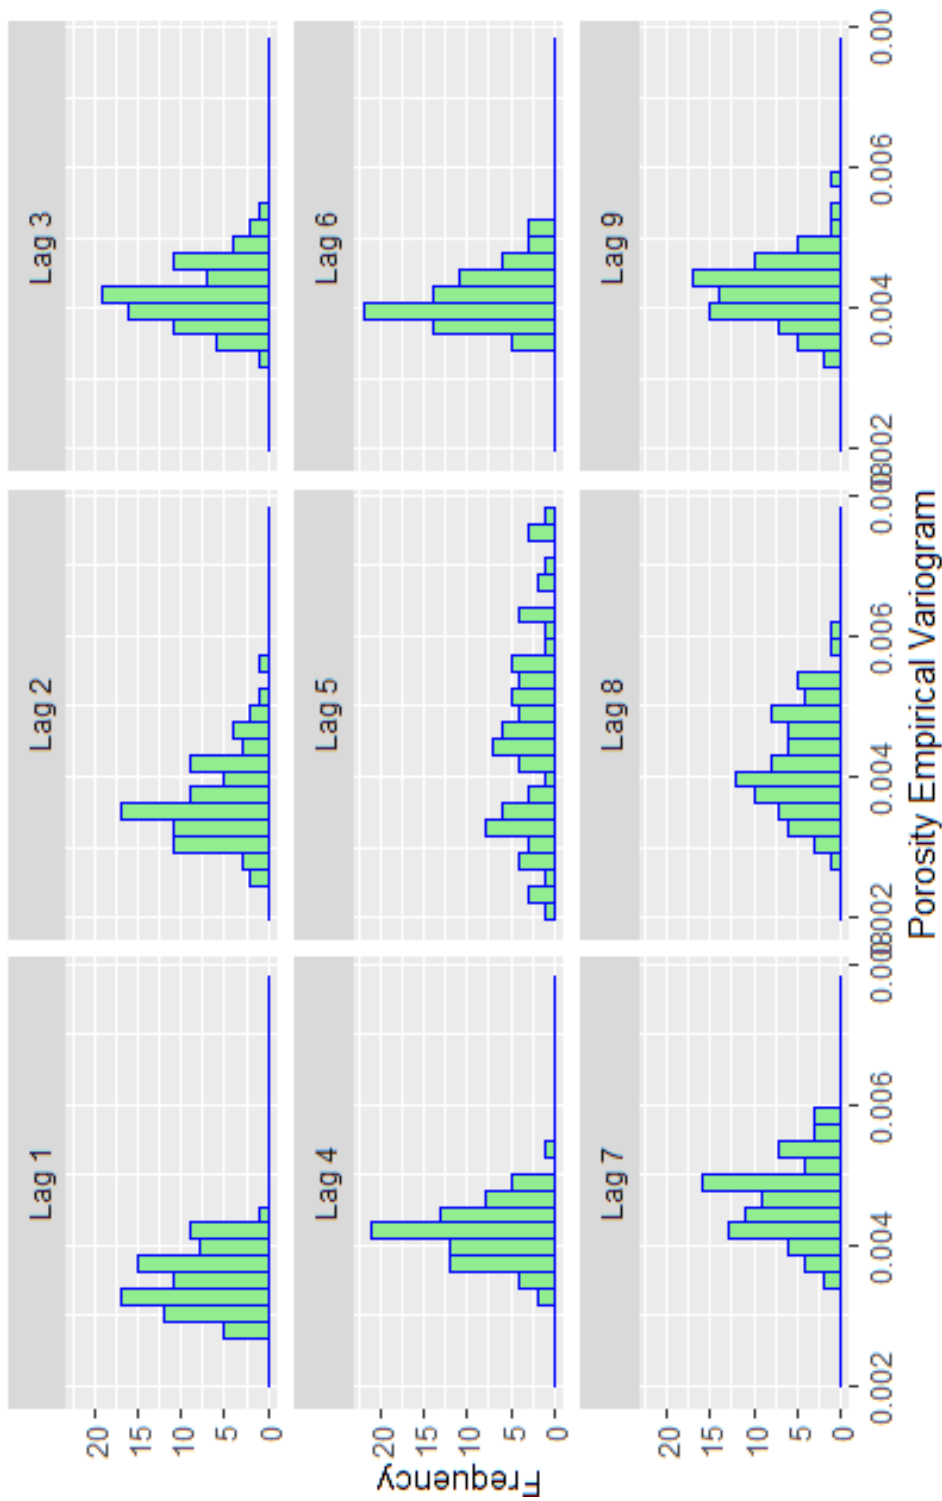 Lag 1
Lag 2
Lag 3
20
15
10
5
0
Lag 4
Lag 5
Lag 6
20
15
10
5
0
Frequency
Lag 7
Lag 8
Lag 9
20
15
10
5
0
0.002 0.004 0.006 0.004 0.006 0.004 0.006 0.00
Porosity Empirical Variogram